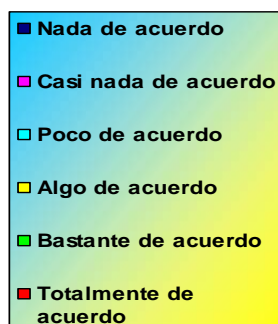 Nada de acuerdo
Casi nada de acuerdo
Poco de acuerdo
Algo de acuerdo
Bastante de acuerdo
Totalmente de
acuerdo